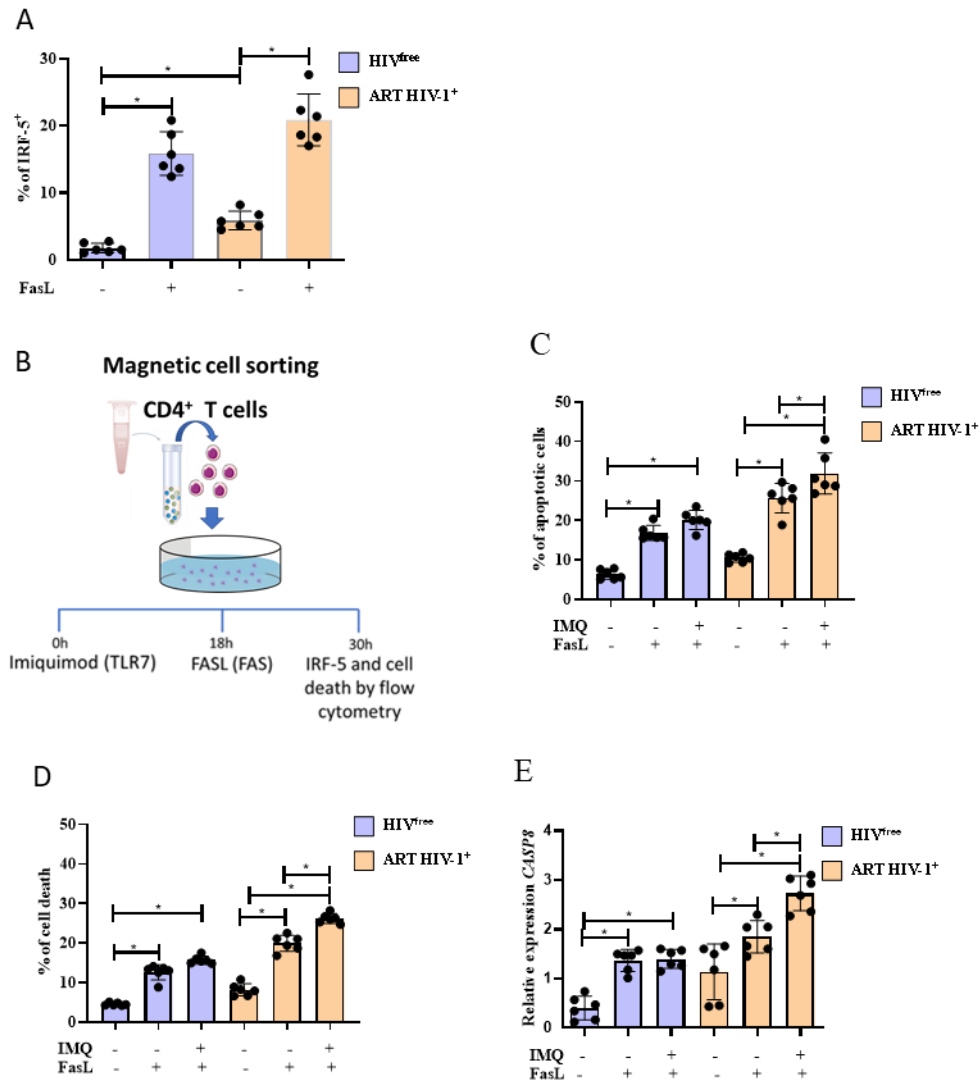 A
HIVfree
ART HIV-1+
% of IRF-5+
30
20
10
0
*
*
*
FasL - + - +
B
Magnetic cell sorting
CD4+ T cells
0h 18h 30h
Imiquimod (TLR7) FASL (FAS) IRF-5 and cell
death by flow
cytometry
C
HIVfree
ART HIV-1+
% of apoptotic cells
50
40
30
20
10
0
*
*
*
*
*
IMQ - - + - - +
FasL - + + - + +
D
HIVfree
ART HIV-1+
% of cell death
50
40
30
20
10
0
*
*
*
*
*
IMQ - - + - - +
FasL - + + - + +
E
HIVfree
ART HIV-1+
Relative expression CASP8
4
3
2
1
0
*
*
*
*
*
IMQ - - + - - +
FasL - + + - + +